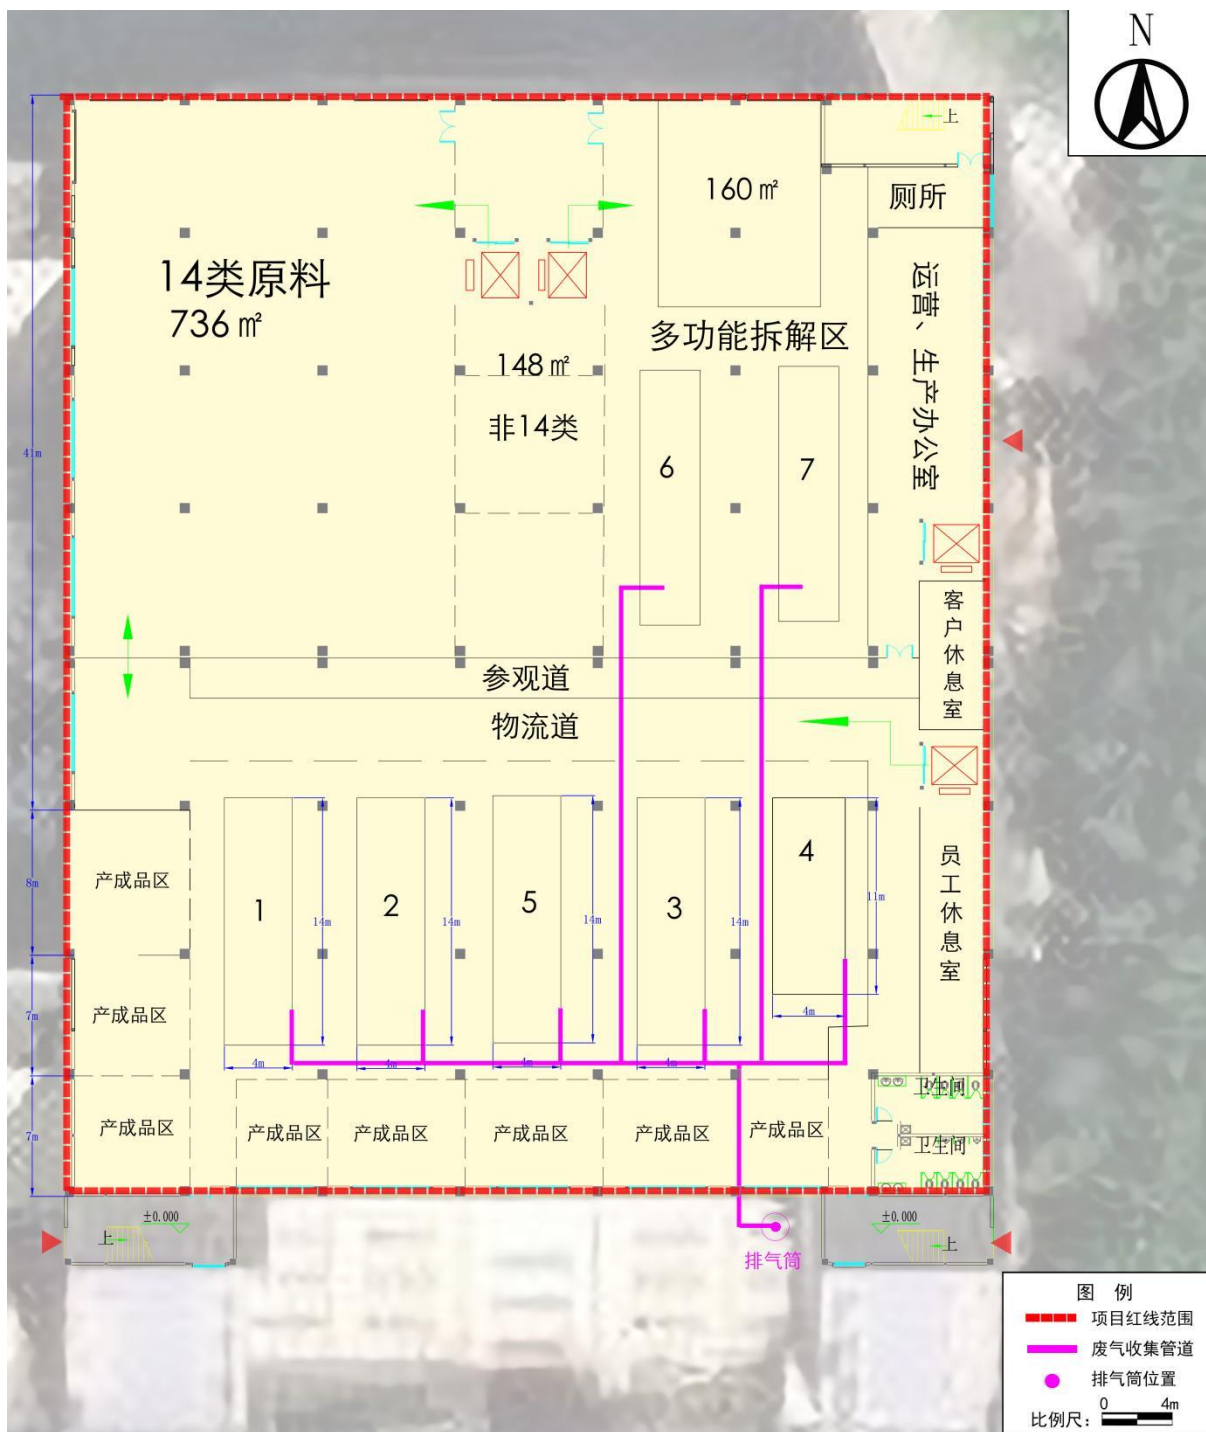 N
上
160㎡
厕所
14类原料
736㎡
运营、生产办公室
多功能拆解区
148㎡
非14类
41m
6
7
客户休息室
参观道
物流道
4
员工休息室
产成品区
8m
1
2
5
3
14m
14m
14m
14m
11m
产成品区
7m
4m
4m
4m
4m
4m
7m
产成品区
产成品区
产成品区
产成品区
产成品区
产成品区
卫生间
卫生间
±0.000
上
±0.000
上
排气筒
图 例
项目红线范围
废气收集管道
排气筒位置
0 4m
比例尺：